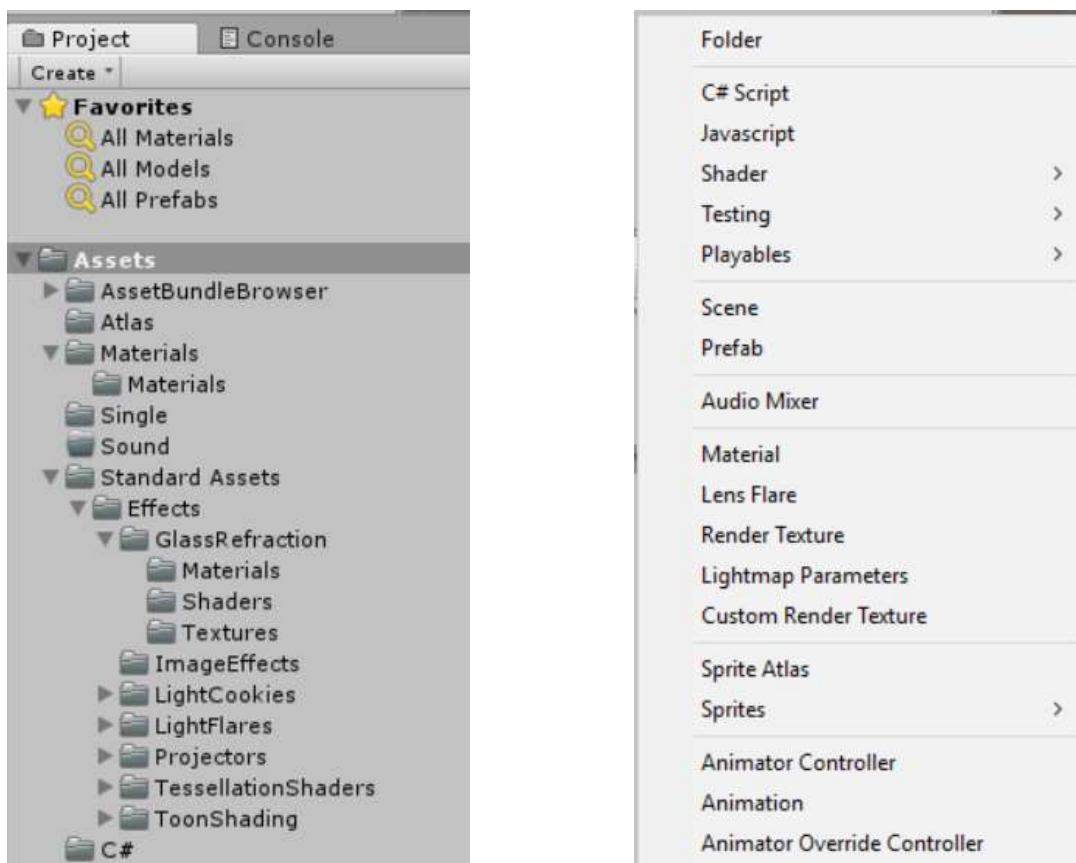 Project
Console
Create
Favorites
All Materials
All Models
All Prefabs
Assets
AssetBundleBrowser
Atlas
Materials
Materials
Single
Sound
Standard Assets
Effects
GlassRefraction
Materials
Shaders
Textures
ImageEffects
LightCookies
LightFlares
Projectors
TessellationShaders
ToonShading
C#
Folder
C# Script
Javascript
Shader
Testing
Playables
Scene
Prefab
Audio Mixer
Material
Lens Flare
Render Texture
Lightmap Parameters
Custom Render Texture
Sprite Atlas
Sprites
Animator Controller
Animation
Animator Override Controller